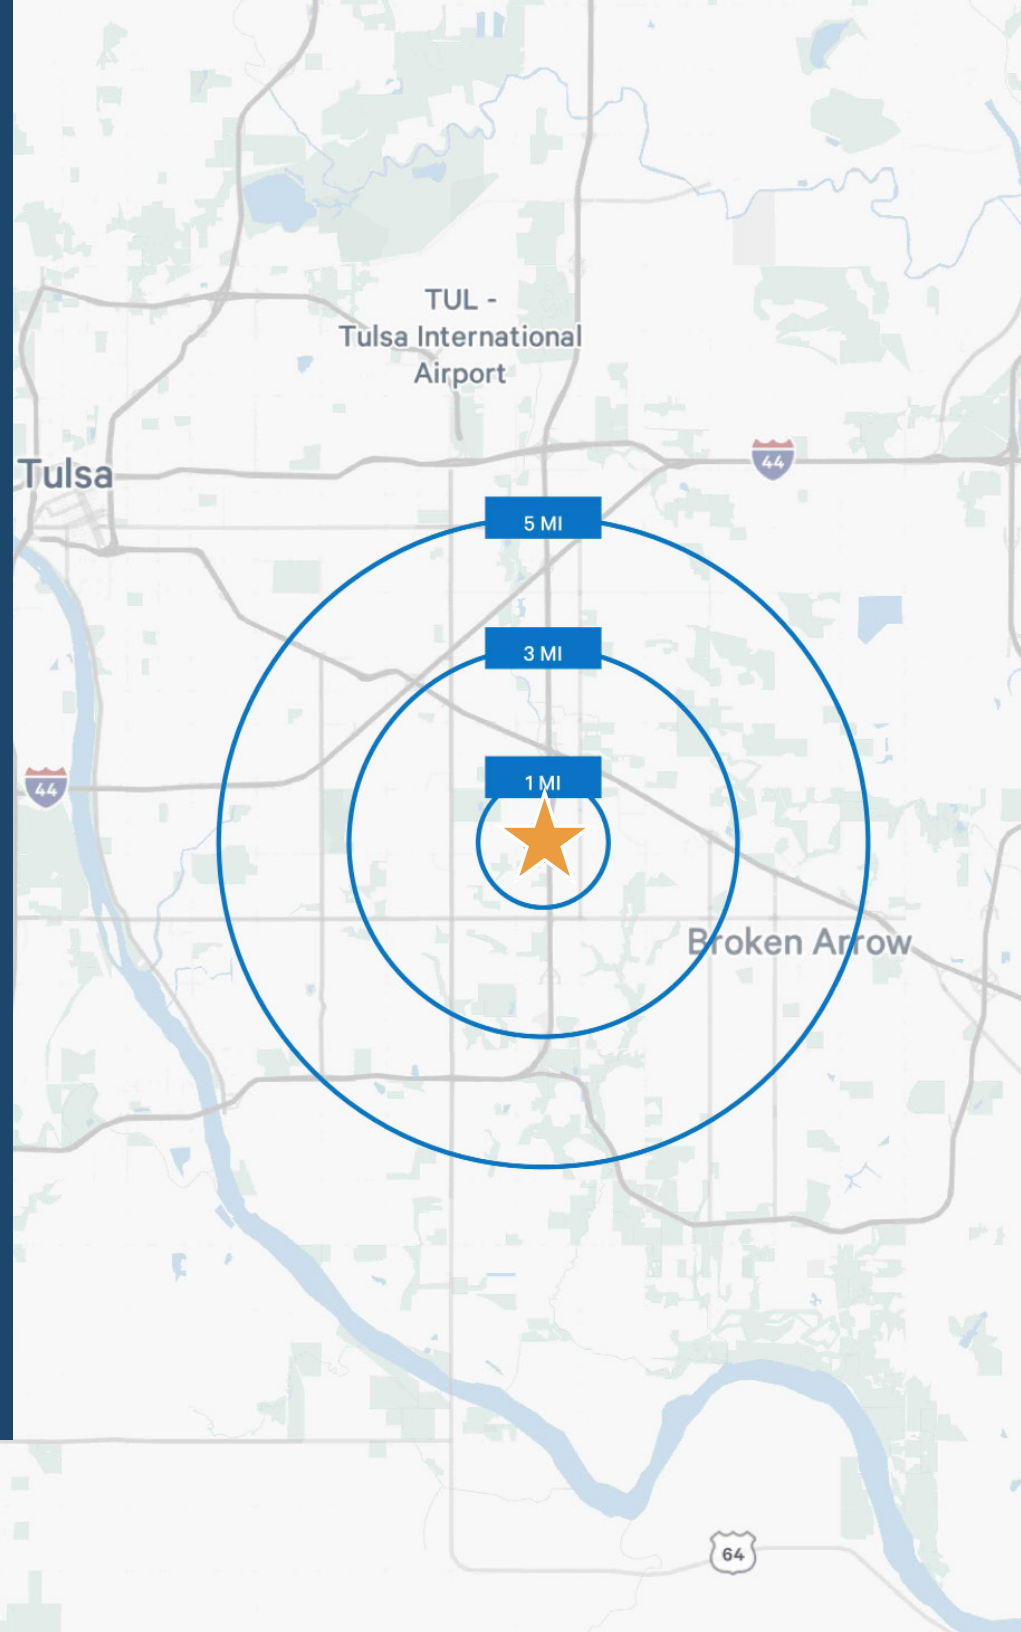 TUL -
Tulsa International
Airport
44
Tulsa
5 MI
3 MI
1 MI
44
Broken Arrow
64